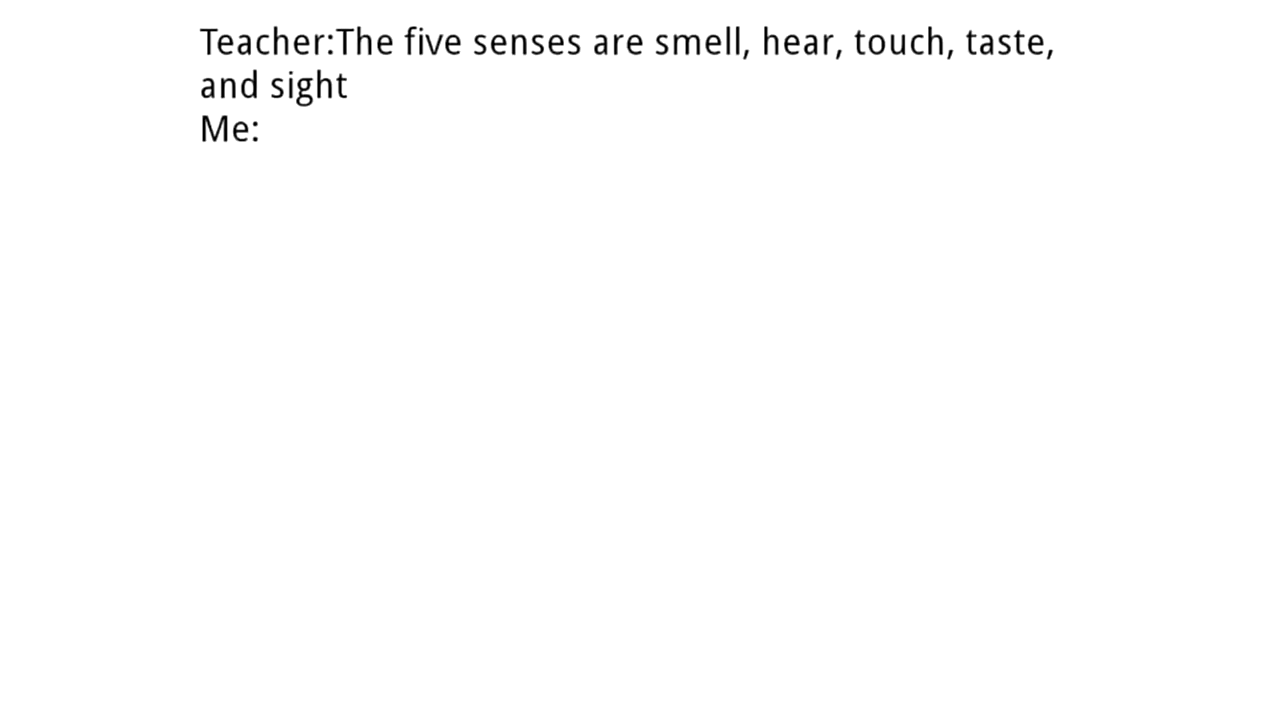 Teacher:The five senses are smell, hear, touch, taste,
and sight
Me: